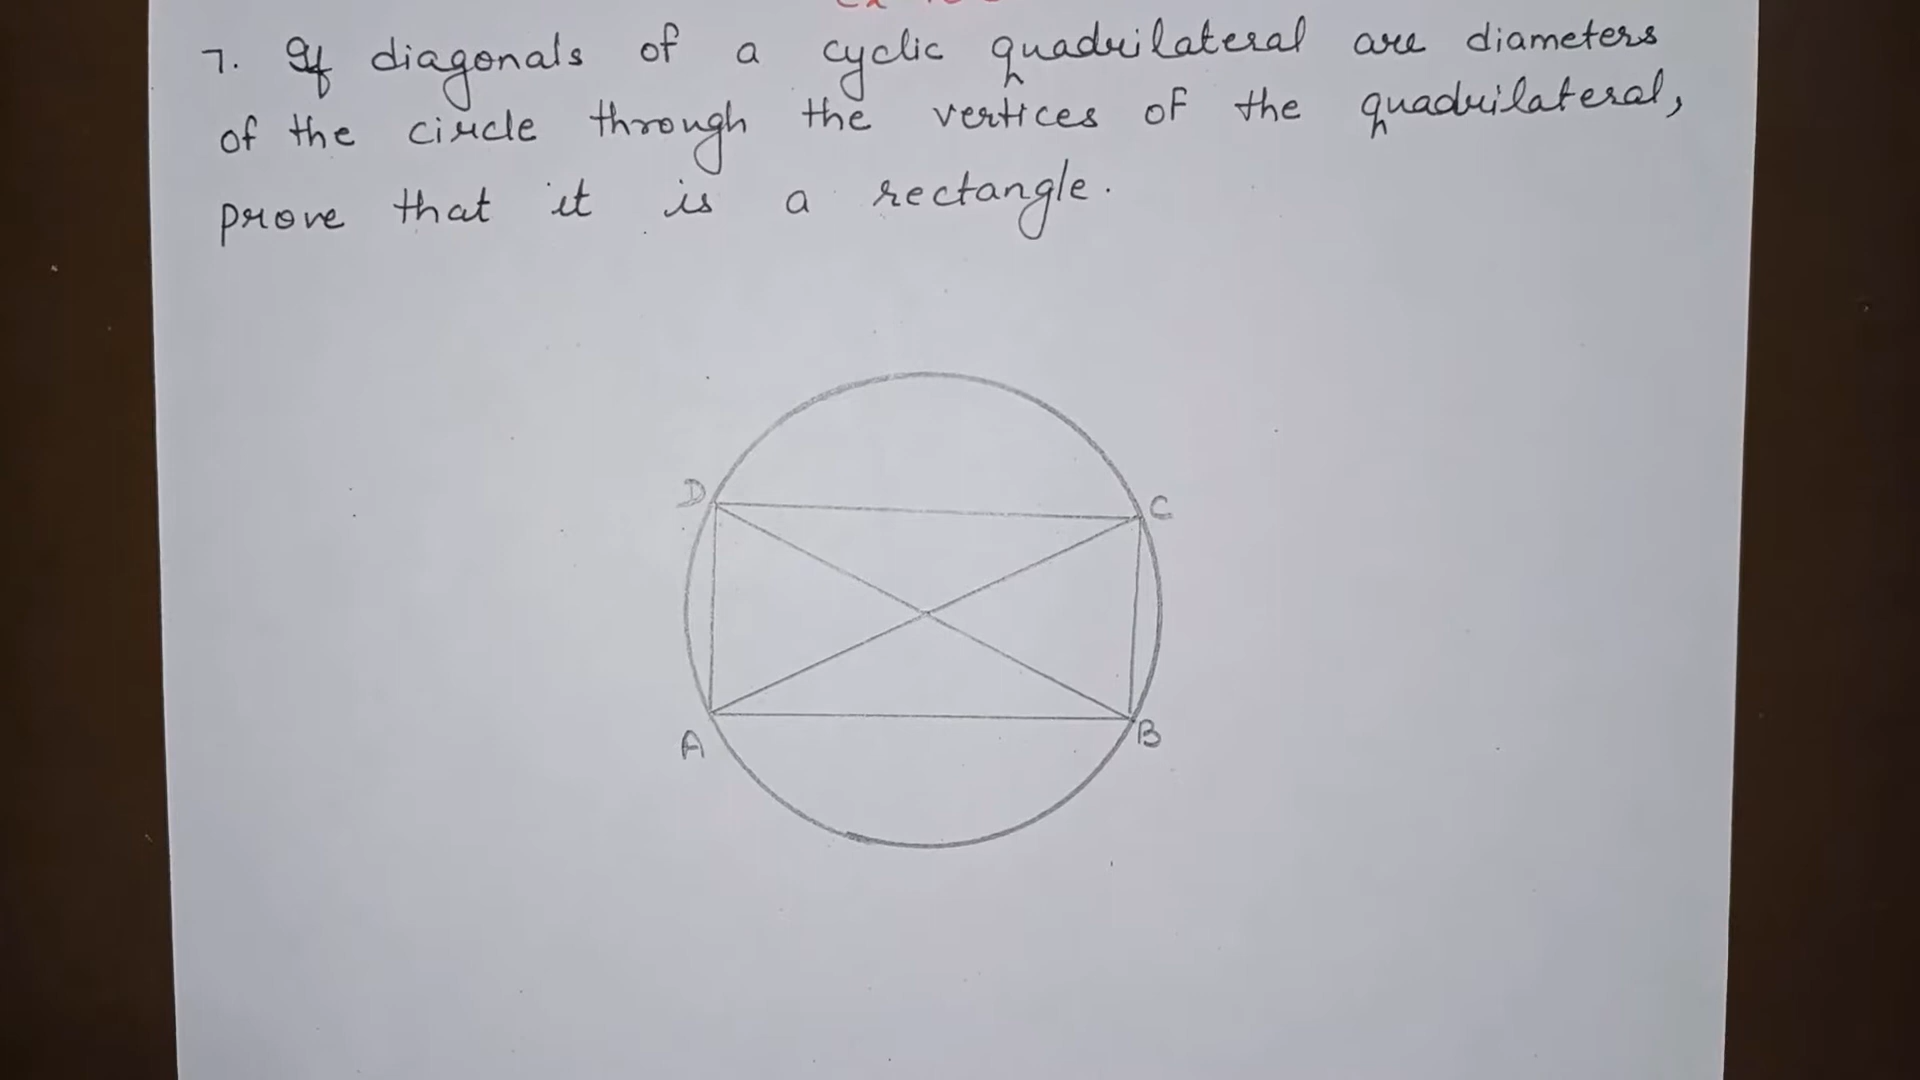 7. If diagonals of a cyclic quadrilateral are diameters
of the circle through the vertices of the quadrilateral,
prove that it is a rectangle.
D
C
A
B